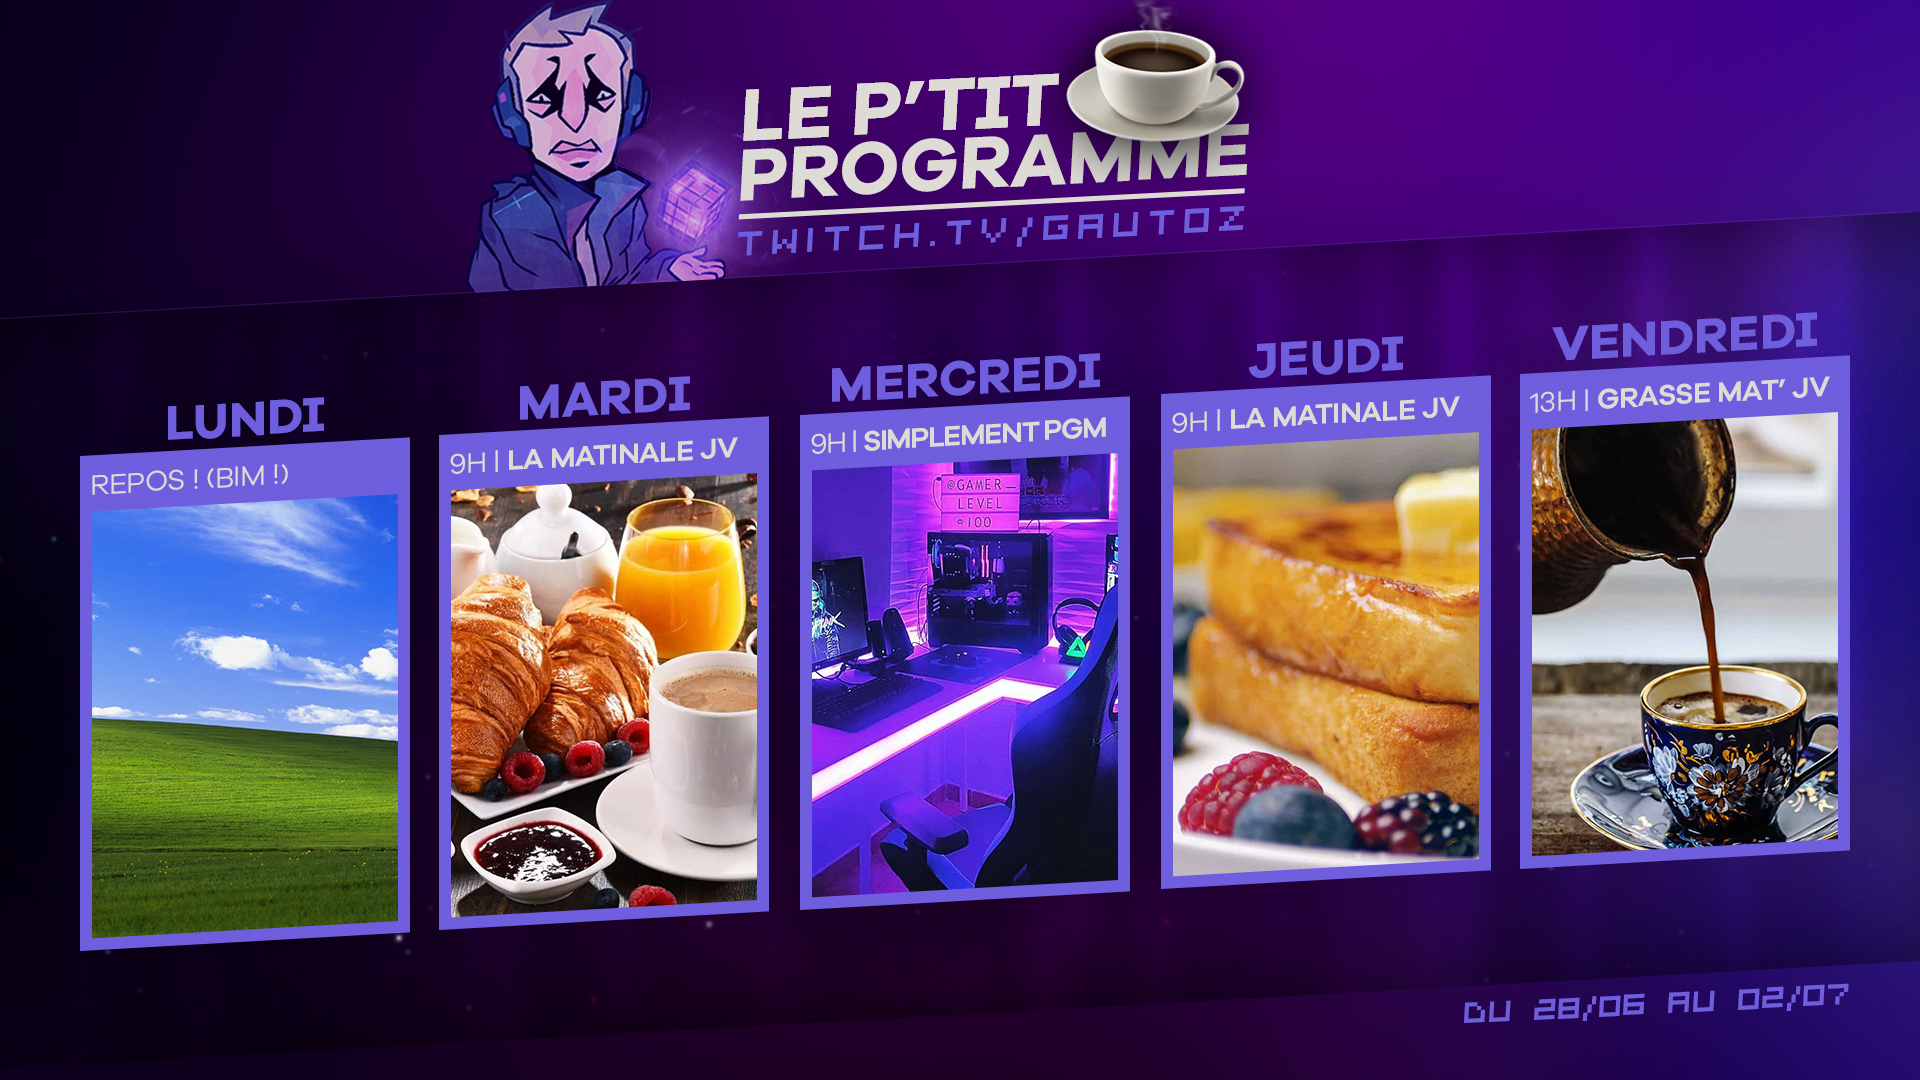 LE P'TIT
PROGRAMME
TWITCH.TV/GAUTOZ
LUNDI
REPOS ! (BIM !)
MARDI
9H | LA MATINALE JV
MERCREDI
9H | SIMPLEMENT PGM
@GAMER_
LEVEL
100
JEUDI
9H | LA MATINALE JV
VENDREDI
13H | GRASSE MAT' JV
DU 28/06 AU 02/07